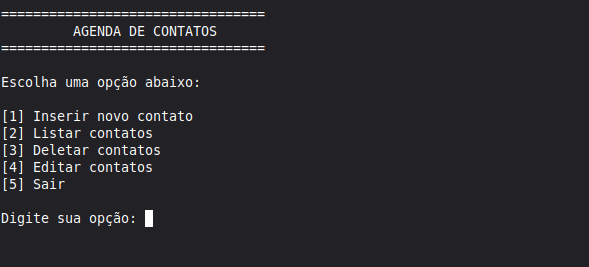 =================================
AGENDA DE CONTATOS
=================================
Escolha uma opção abaixo:
[1] Inserir novo contato
[2] Listar contatos
[3] Deletar contatos
[4] Editar contatos
[5] Sair
Digite sua opção: